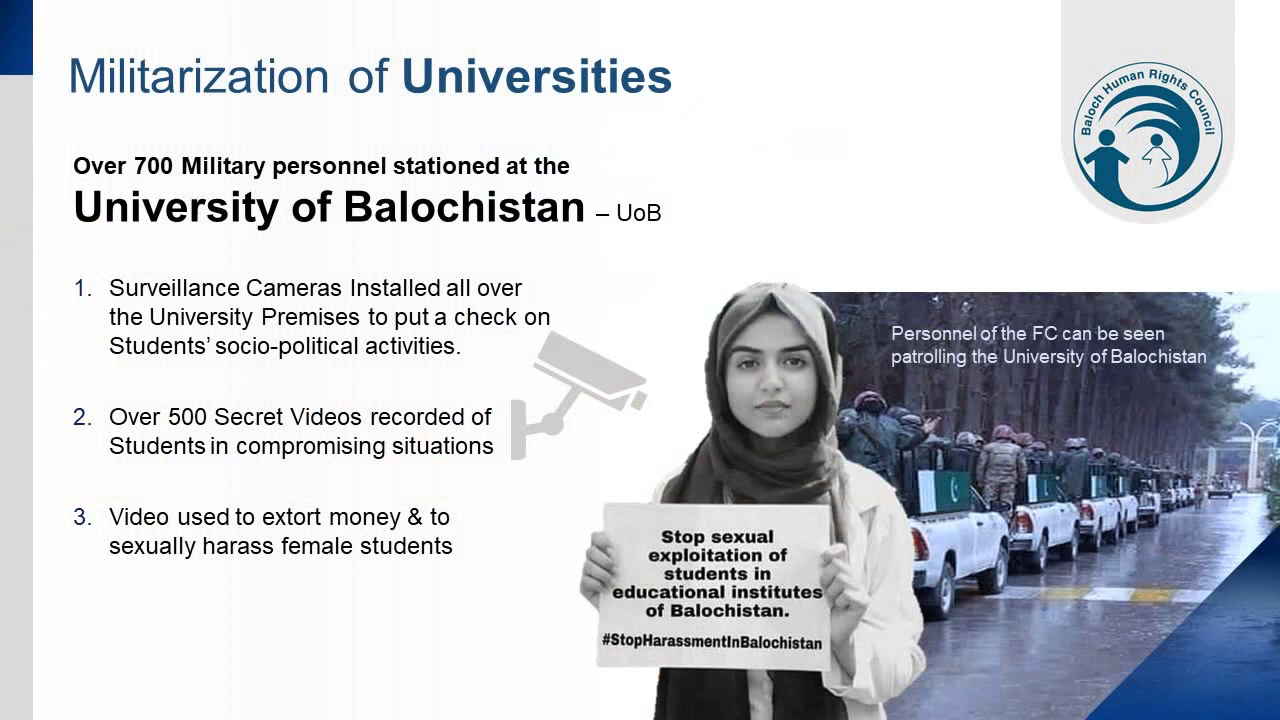 Militarization of Universities
Baloch Human Rights Council
Over 700 Military personnel stationed at the
University of Balochistan – UoB
1. Surveillance Cameras Installed all over
the University Premises to put a check on
Students' socio-political activities.
2. Over 500 Secret Videos recorded of
Students in compromising situations
3. Video used to extort money & to
sexually harass female students
Personnel of the FC can be seen
patrolling the University of Balochistan
Stop sexual
exploitation of
students in
educational institutes
of Balochistan.
#StopHarassmentInBalochistan